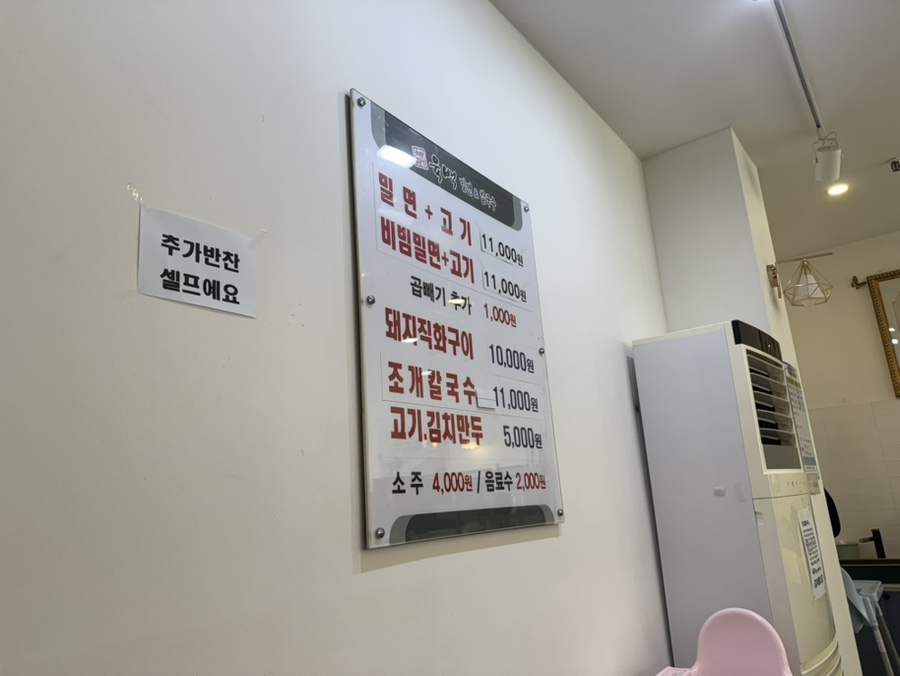 추가반찬
셀프예요
육백
밀면+고기 11,000원
비빔밀면+고기 11,000원
곱빼기 추가 1,000원
돼지직화구이 10,000원
조개칼국수 11,000원
고기.김치만두 5,000원
소주 4,000원 / 음료수 2,000원